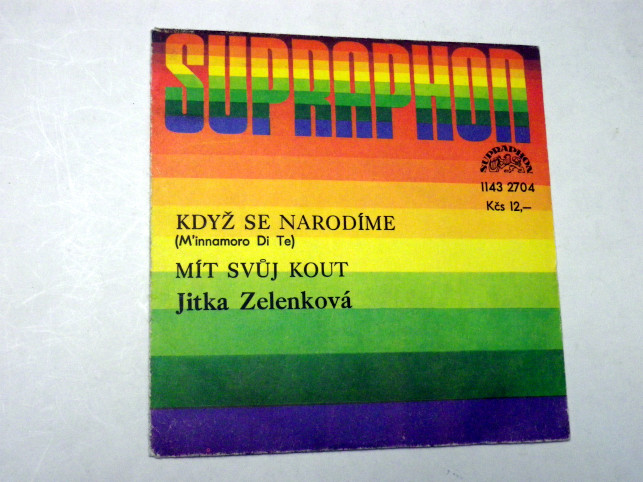 SUPRAPHON
SUPRAPHON
1143 2704
Kčs 12,–
KDYŽ SE NARODÍME
(M'innamoro Di Te)
MÍT SVŮJ KOUT
Jitka Zelenková